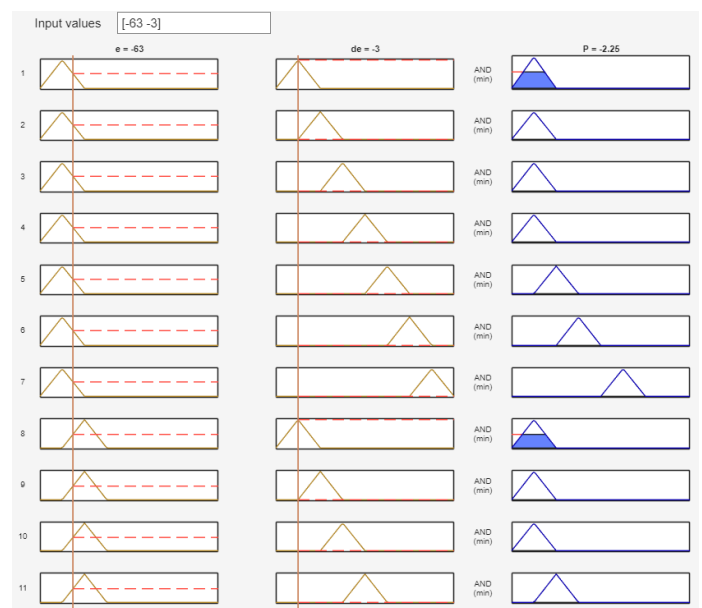 Input values [-63 -3]
e = -63 de = -3 P = -2.25
1 AND
(min)
2 AND
(min)
3 AND
(min)
4 AND
(min)
5 AND
(min)
6 AND
(min)
7 AND
(min)
8 AND
(min)
9 AND
(min)
10 AND
(min)
11 AND
(min)